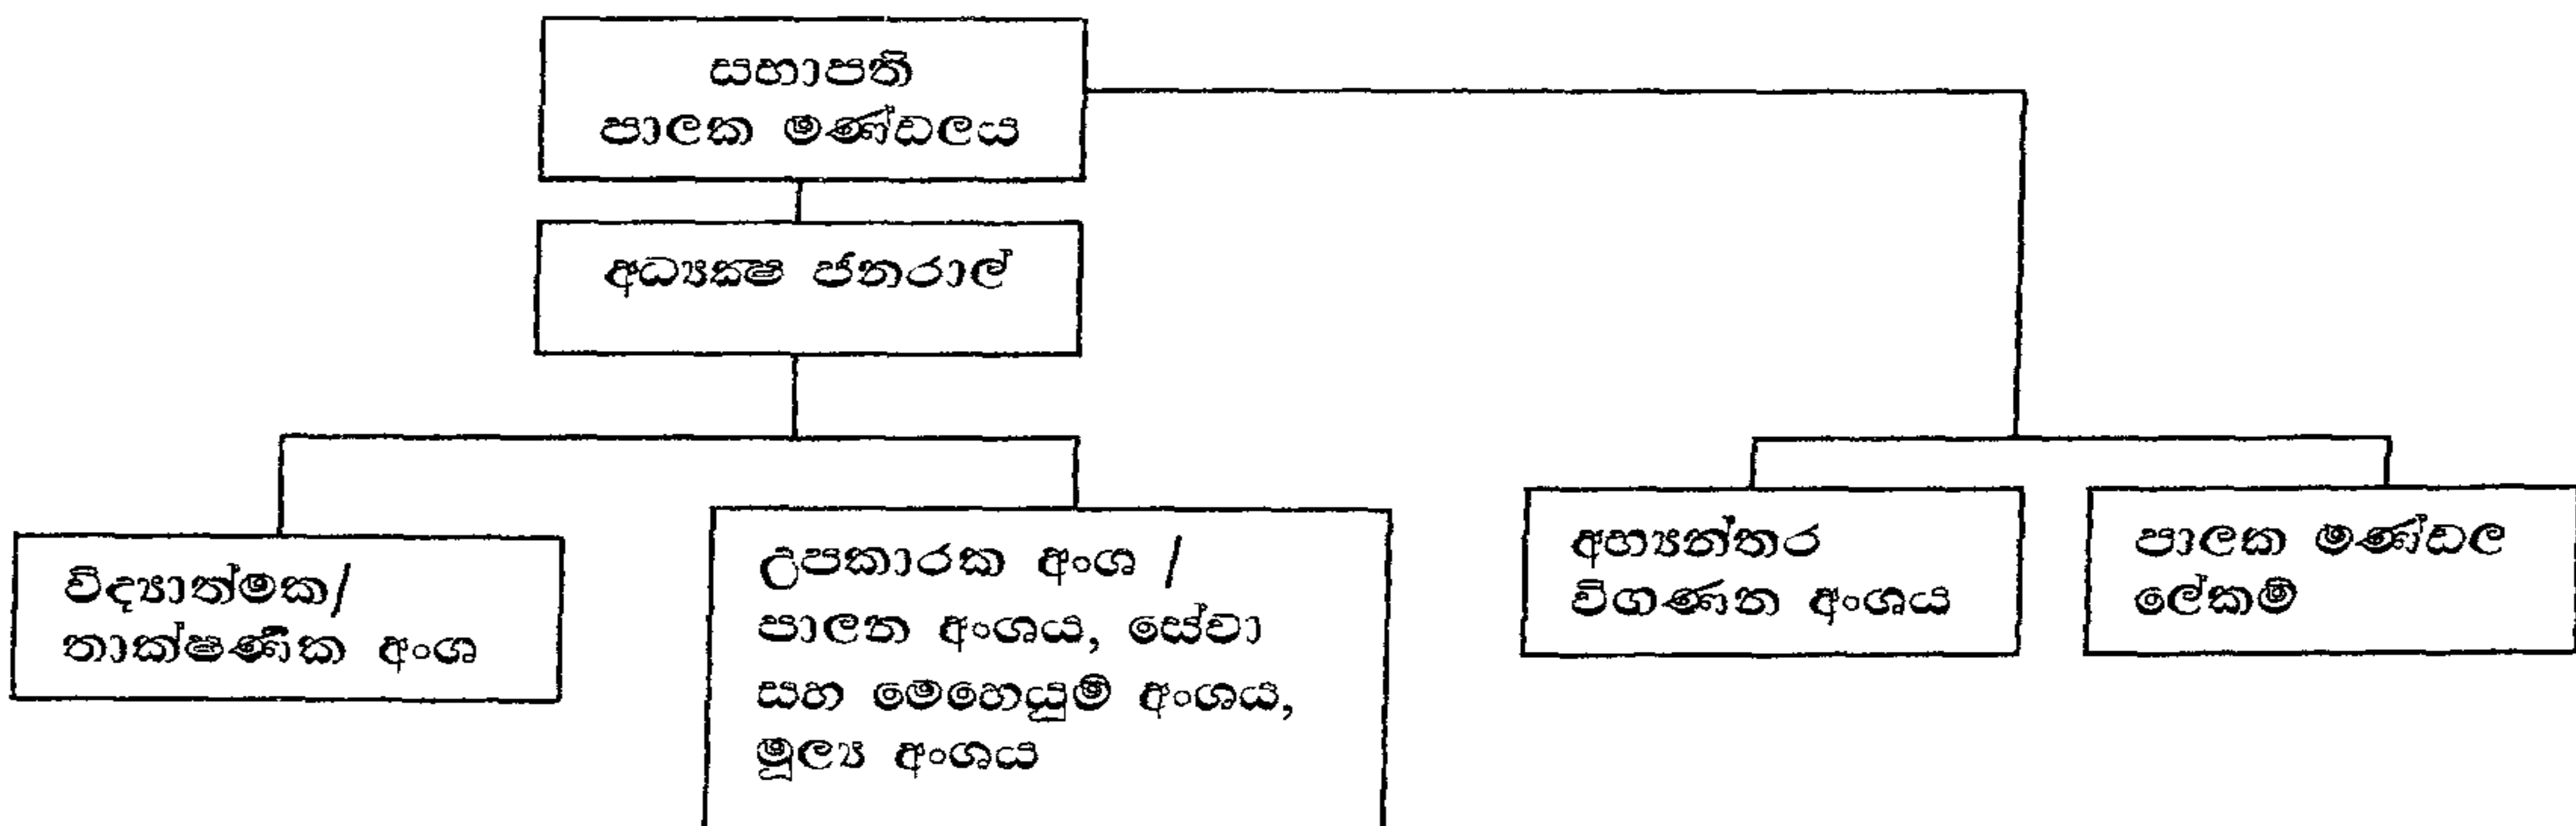 සභාපති
පාලක මණ්ඩලය
අධ්‍යක්ෂ ජනරාල්
විද්‍යාත්මක/
තාක්ෂණික අංශ
උපකාරක අංශ /
පාලන අංශය, සේවා
සහ මෙහෙයුම් අංශය,
මූල්‍ය අංශය
අභ්‍යන්තර
විගණන අංශය
පාලක මණ්ඩල
ලේකම්